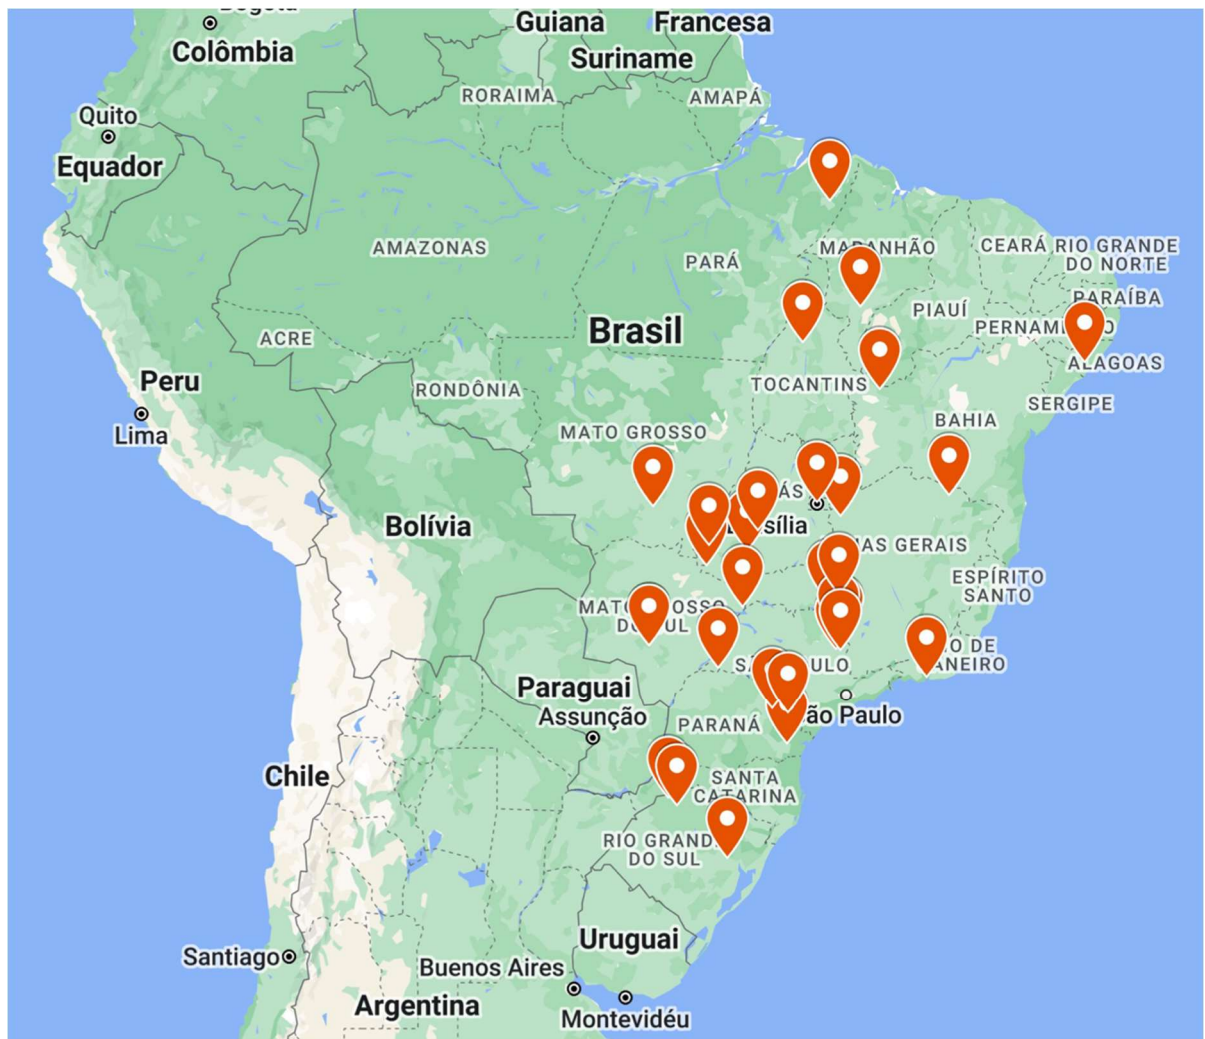 Bogotá
Colômbia
Guiana
Francesa
Suriname
RORAIMA
AMAPÁ
Quito
Equador
AMAZONAS
PARÁ
MARANHÃO
CEARÁ
RIO GRANDE
DO NORTE
PARAÍBA
PIAUÍ
PERNAMBUCO
ALAGOAS
SERGIPE
ACRE
Brasil
Peru
RONDÔNIA
TOCANTINS
BAHIA
Lima
MATO GROSSO
Bolívia
ÁS
Brasília
MINAS GERAIS
ESPÍRITO
SANTO
MATO GROSSO
DO SUL
RIO DE
JANEIRO
SÃO PAULO
Paraguai
Assunção
PARANÁ
São Paulo
Chile
SANTA
CATARINA
RIO GRANDE
DO SUL
Uruguai
Santiago
Buenos Aires
Argentina
Montevidéu